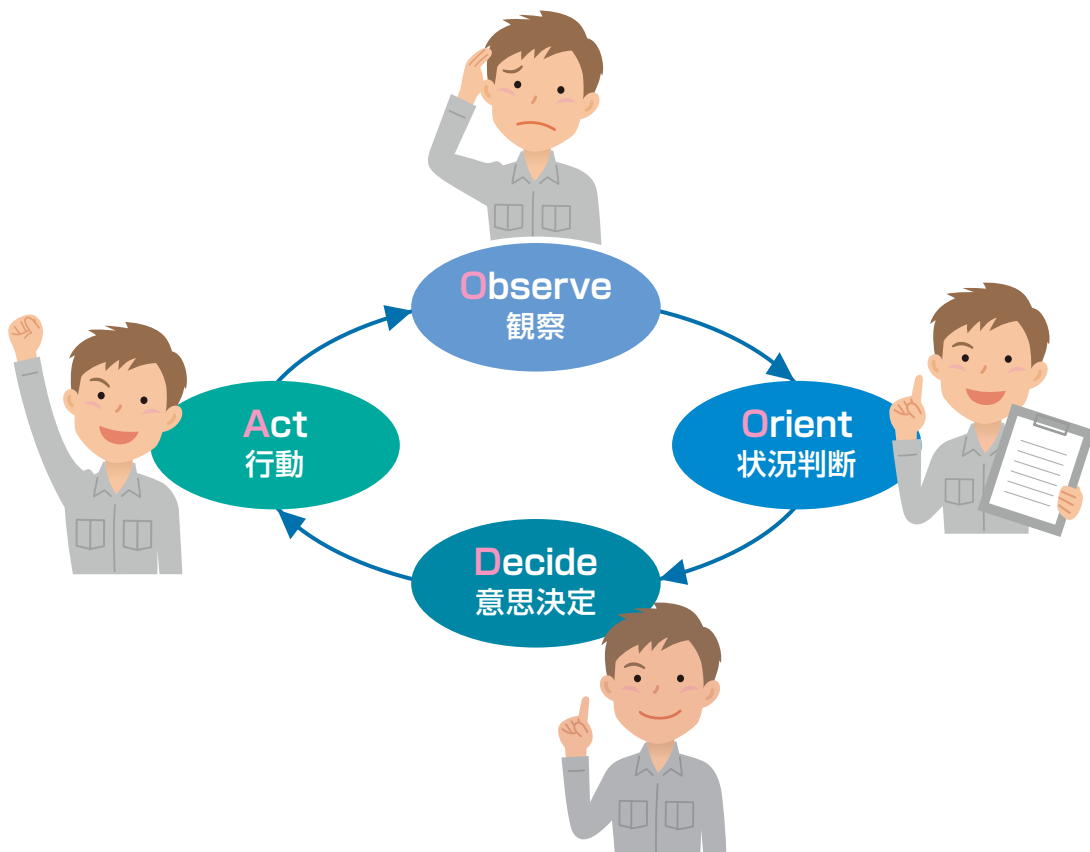 Observe
観察
Orient
状況判断
Decide
意思決定
Act
行動